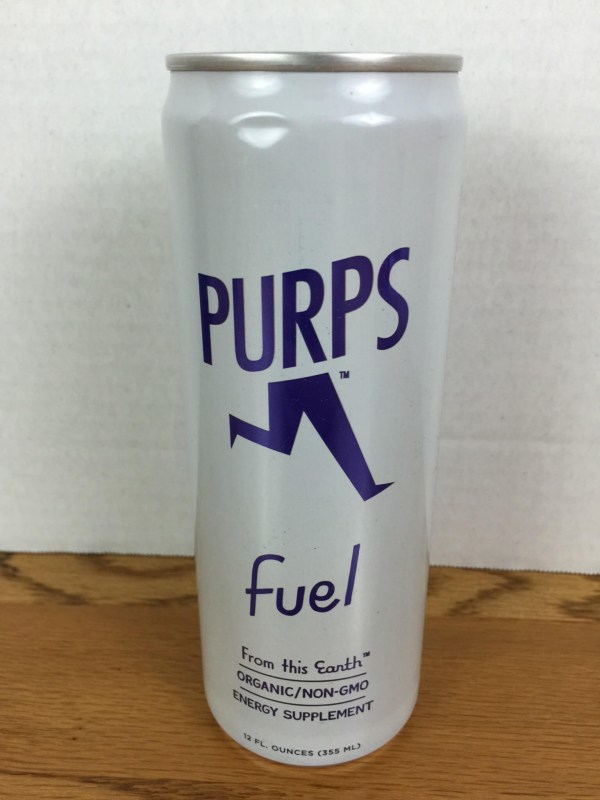 PURPS
TM
fuel
From this Earth™
ORGANIC/NON-GMO
ENERGY SUPPLEMENT
12 FL. OUNCES (355 ML)